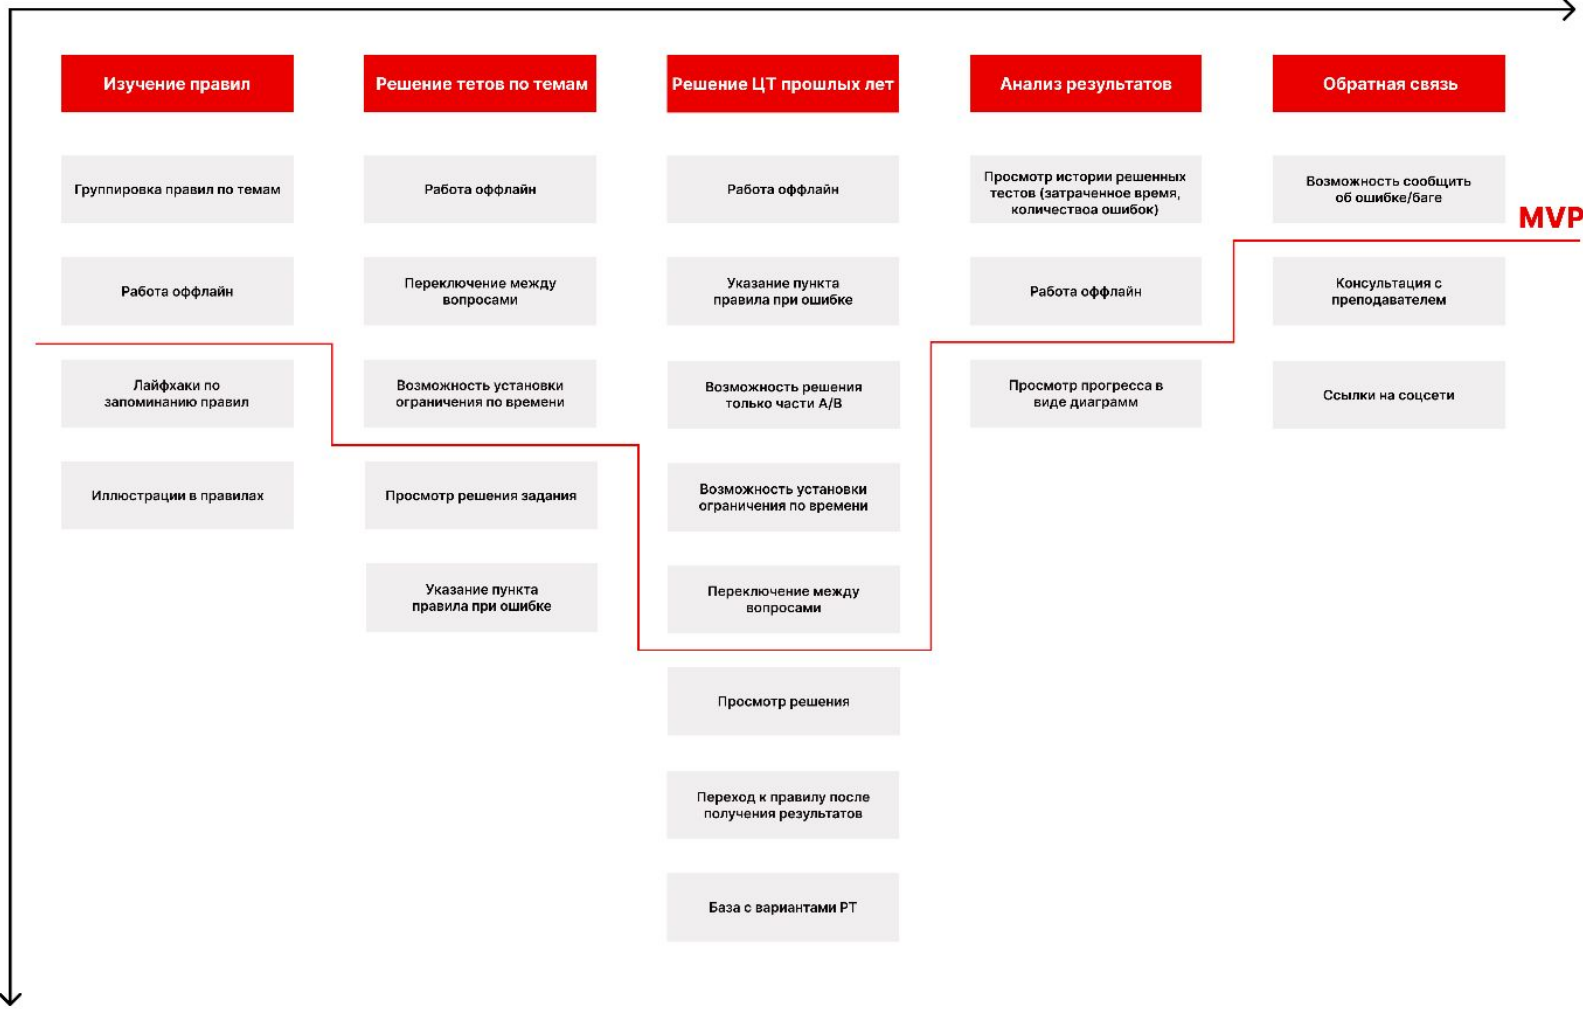 Изучение правил
Решение тетов по темам
Решение ЦТ прошлых лет
Анализ результатов
Обратная связь
Группировка правил по темам
Работа оффлайн
Работа оффлайн
Просмотр истории решенных
тестов (затраченное время,
количествоа ошибок)
Возможность сообщить
об ошибке/баге
MVP
Работа оффлайн
Переключение между
вопросами
Указание пункта
правила при ошибке
Работа оффлайн
Консультация с
преподавателем
Лайфхаки по
запоминанию правил
Возможность установки
ограничения по времени
Возможность решения
только части А/В
Просмотр прогресса в
виде диаграмм
Ссылки на соцсети
Иллюстрации в правилах
Просмотр решения задания
Возможность установки
ограничения по времени
Указание пункта
правила при ошибке
Переключение между
вопросами
Просмотр решения
Переход к правилу после
получения результатов
База с вариантами РТ